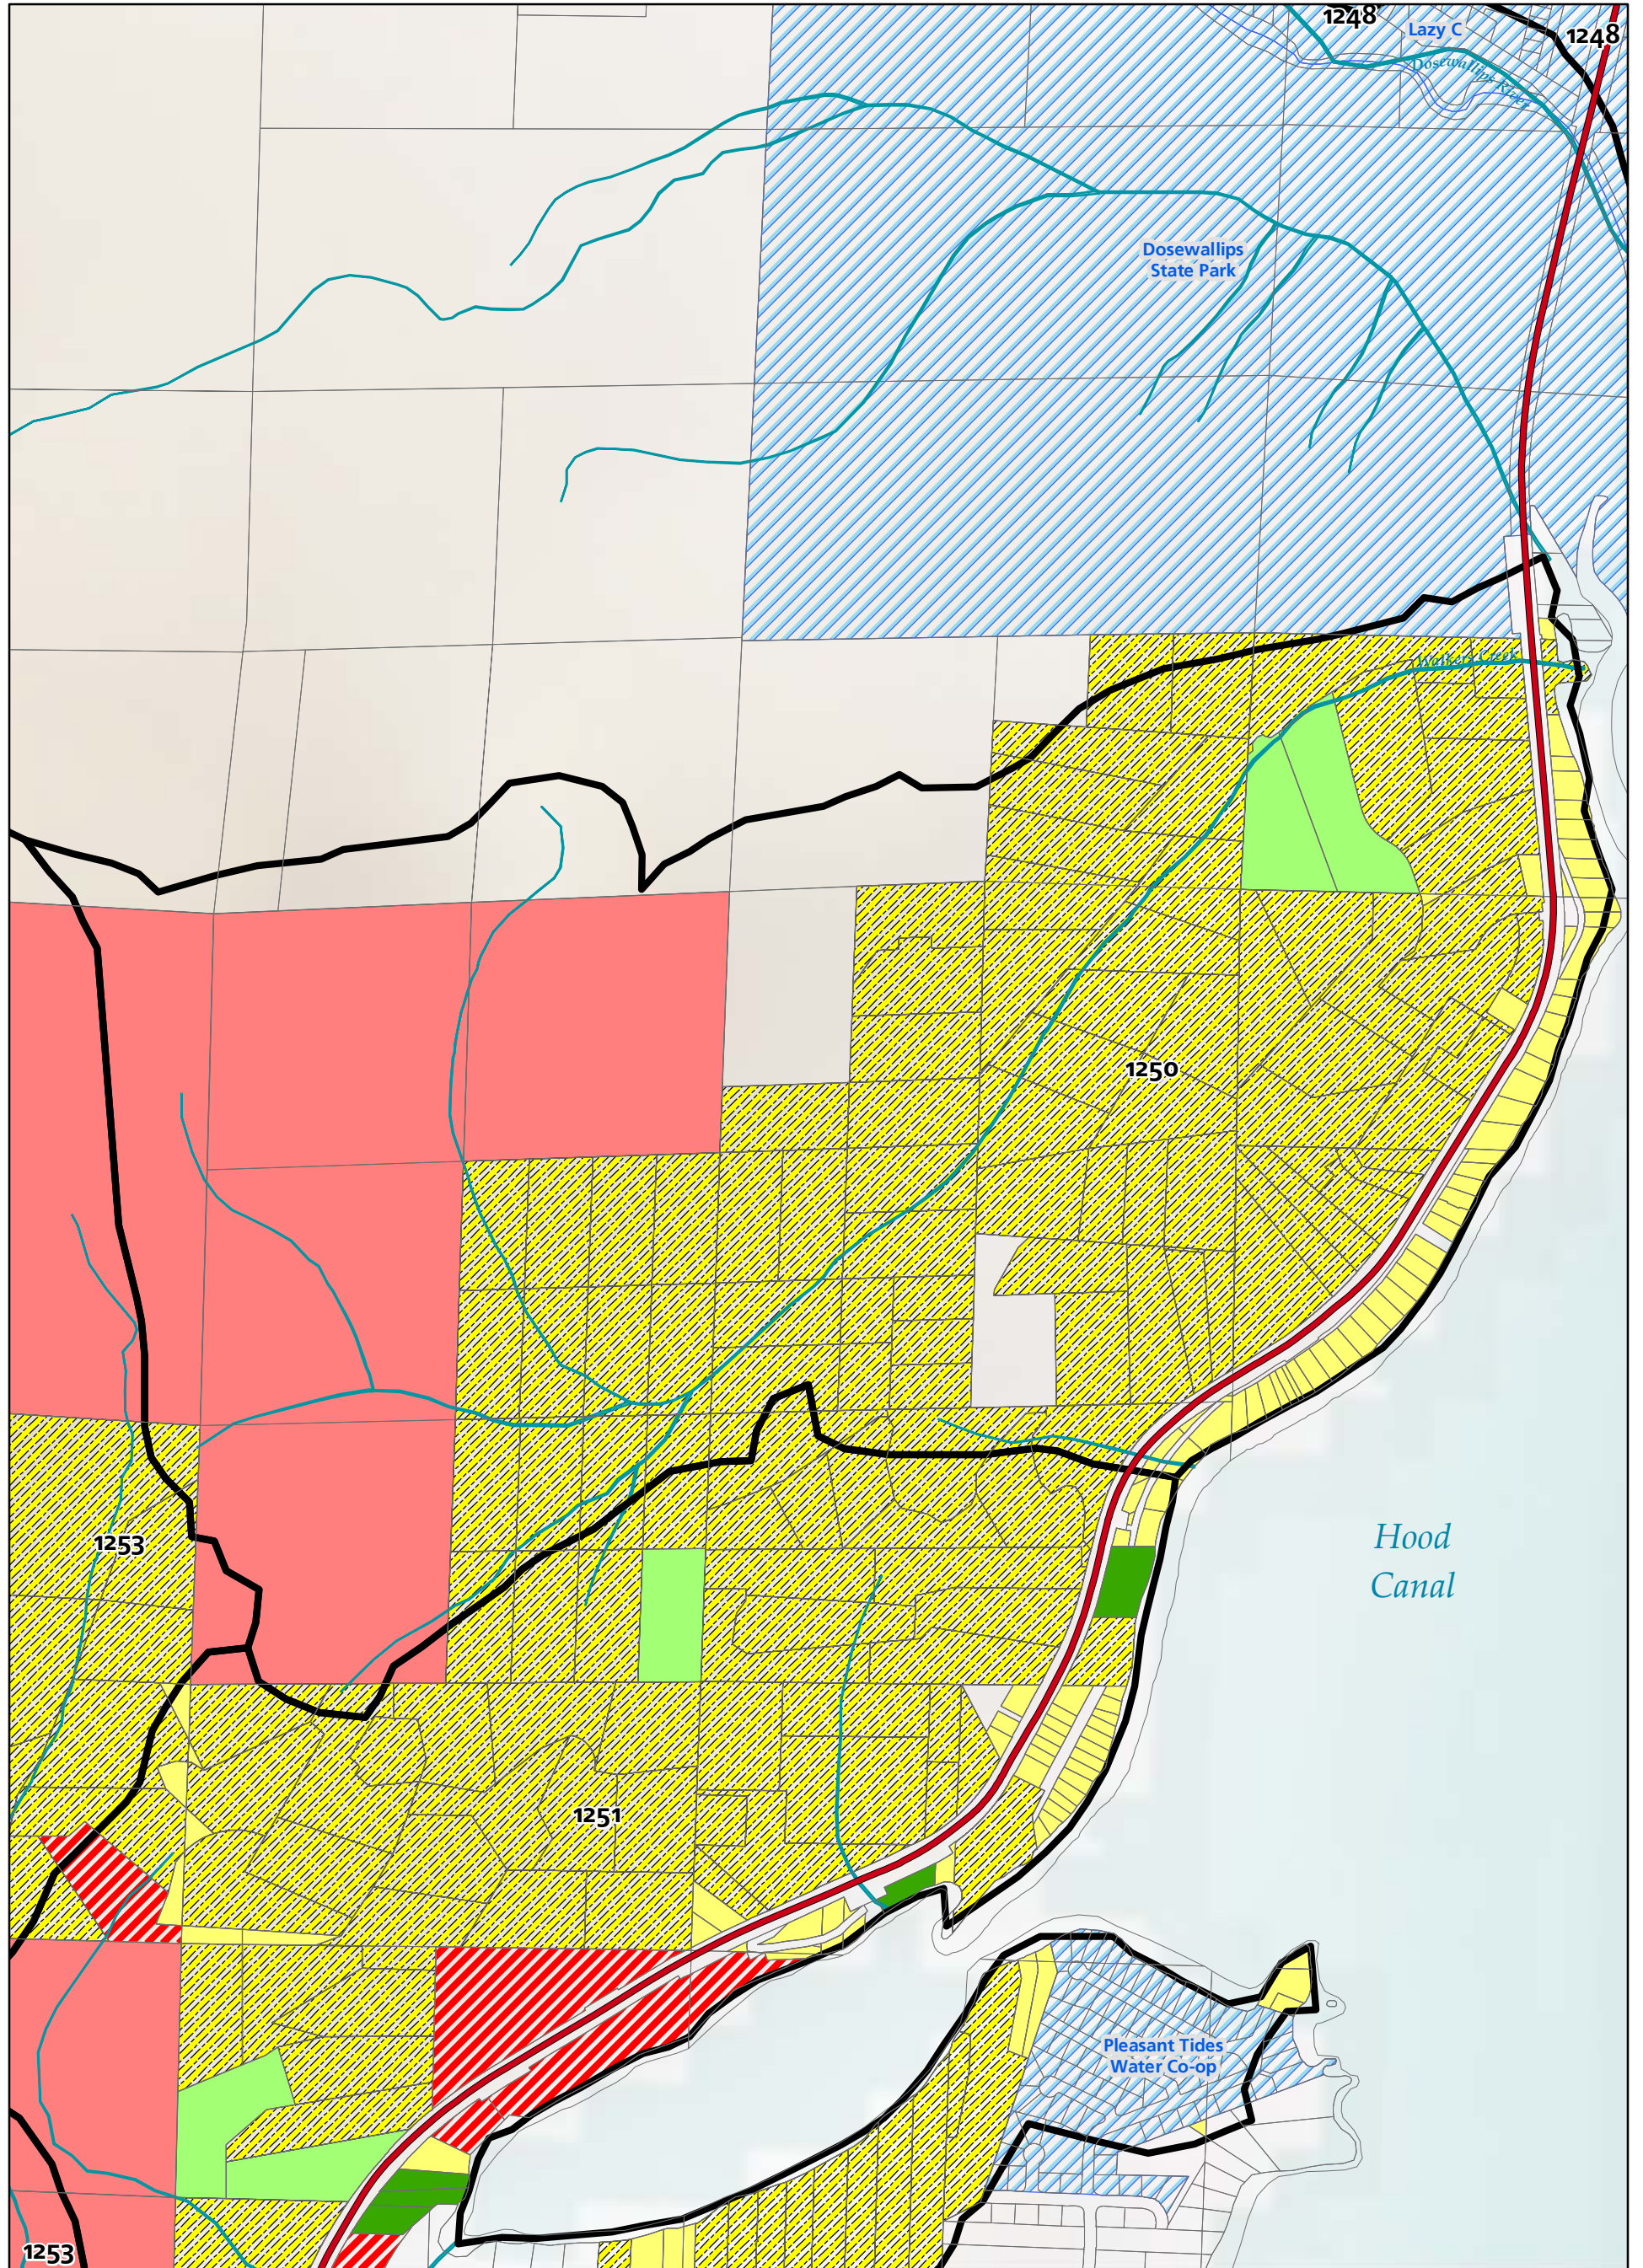 1248
Lazy C
1248
Dosewallips River
Dosewallips
State Park
Walkers Creek
1250
Hood
Canal
1253
1251
Pleasant Tides
Water Co-op
1253